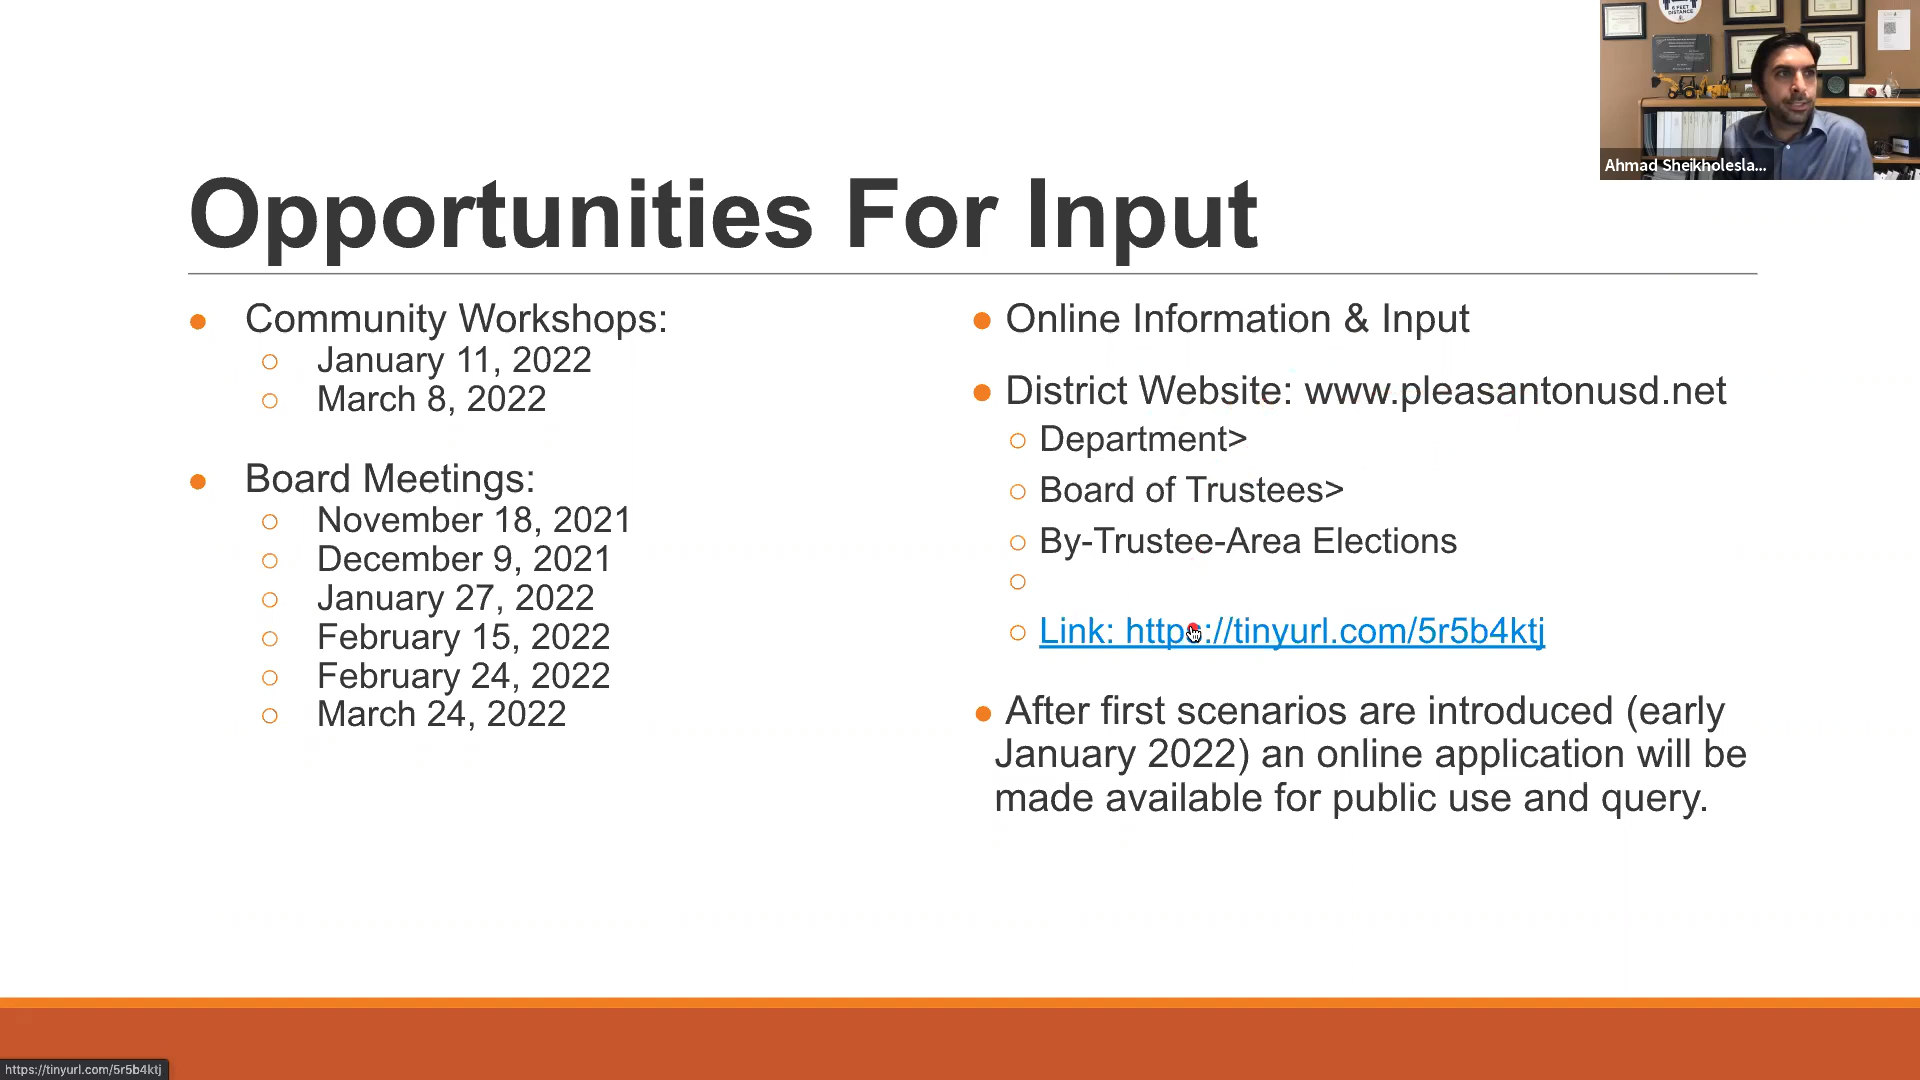 6 FEET
DISTANCE
Ahmad Sheikholesla...
Opportunities For Input
Community Workshops:
January 11, 2022
March 8, 2022
Board Meetings:
November 18, 2021
December 9, 2021
January 27, 2022
February 15, 2022
February 24, 2022
March 24, 2022
Online Information & Input
District Website: www.pleasantonusd.net
Department>
Board of Trustees>
By-Trustee-Area Elections
Link: https://tinyurl.com/5r5b4ktj
After first scenarios are introduced (early
January 2022) an online application will be
made available for public use and query.
https://tinyurl.com/5r5b4ktj